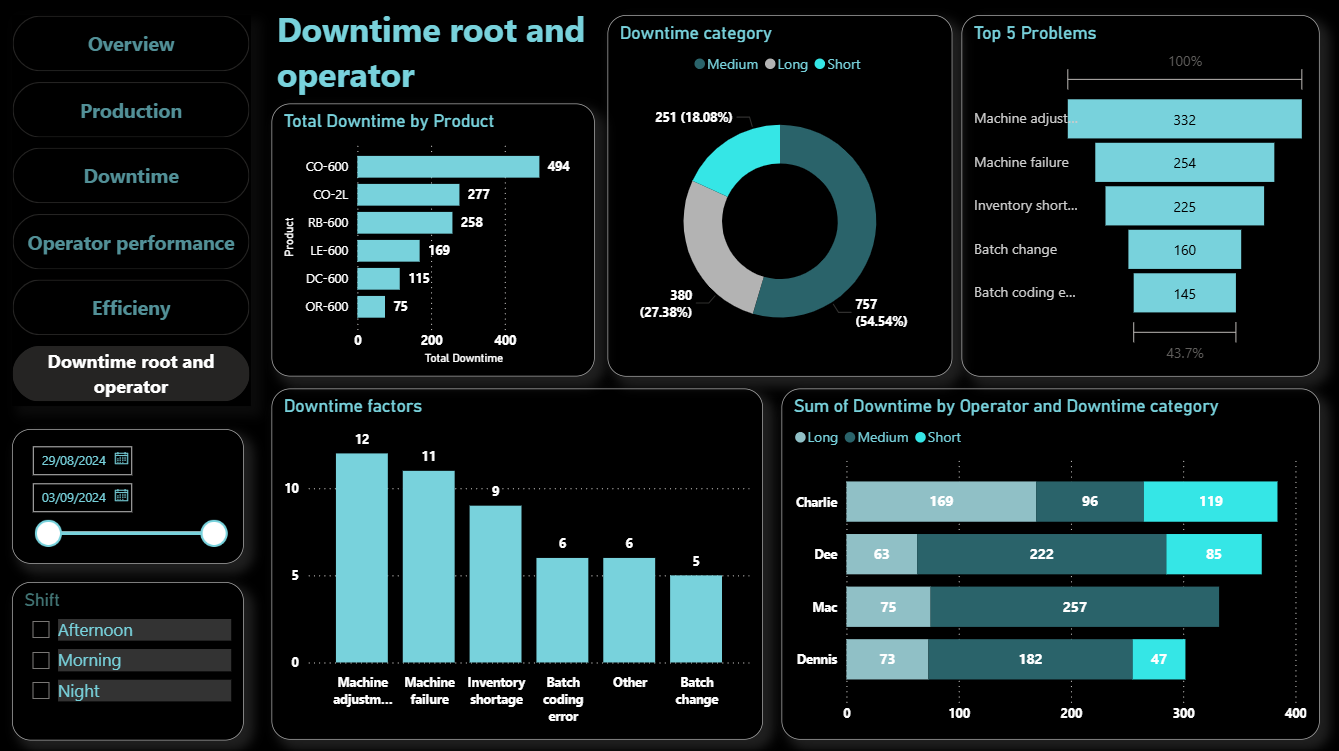 Overview
Production
Downtime
Operator performance
Efficieny
Downtime root and
operator
29/08/2024
03/09/2024
Shift
Afternoon
Morning
Night
Downtime root and
operator
Total Downtime by Product
Product
CO-600
494
CO-2L
277
RB-600
258
LE-600
169
DC-600
115
OR-600
75
0
200
400
Total Downtime
Downtime category
Medium
Long
Short
251 (18.08%)
380
(27.38%)
757
(54.54%)
Top 5 Problems
100%
Machine adjust...
332
Machine failure
254
Inventory short...
225
Batch change
160
Batch coding e...
145
43.7%
Downtime factors
10
5
0
12
11
9
6
6
5
Machine
adjustm...
Machine
failure
Inventory
shortage
Batch
coding
error
Other
Batch
change
Sum of Downtime by Operator and Downtime category
Long
Medium
Short
Charlie
169
96
119
Dee
63
222
85
Mac
75
257
Dennis
73
182
47
0
100
200
300
400